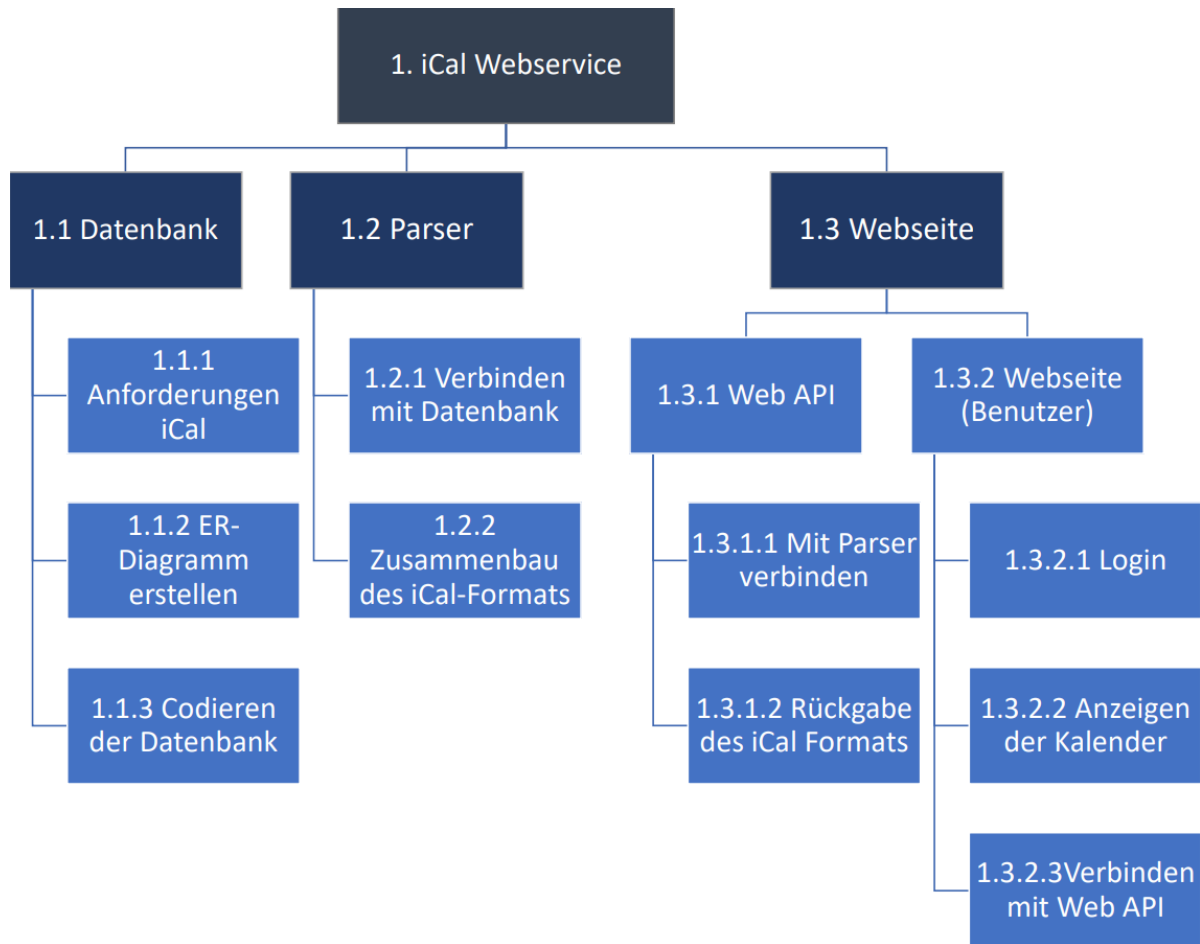 1. iCal Webservice
1.1 Datenbank
1.2 Parser
1.3 Webseite
1.1.1
Anforderungen
iCal
1.2.1 Verbinden
mit Datenbank
1.3.1 Web API
1.3.2 Webseite
(Benutzer)
1.1.2 ER-
Diagramm
erstellen
1.2.2
Zusammenbau
des iCal-Formats
1.3.1.1 Mit Parser
verbinden
1.3.2.1 Login
1.1.3 Codieren
der Datenbank
1.3.1.2 Rückgabe
des iCal Formats
1.3.2.2 Anzeigen
der Kalender
1.3.2.3Verbinden
mit Web API